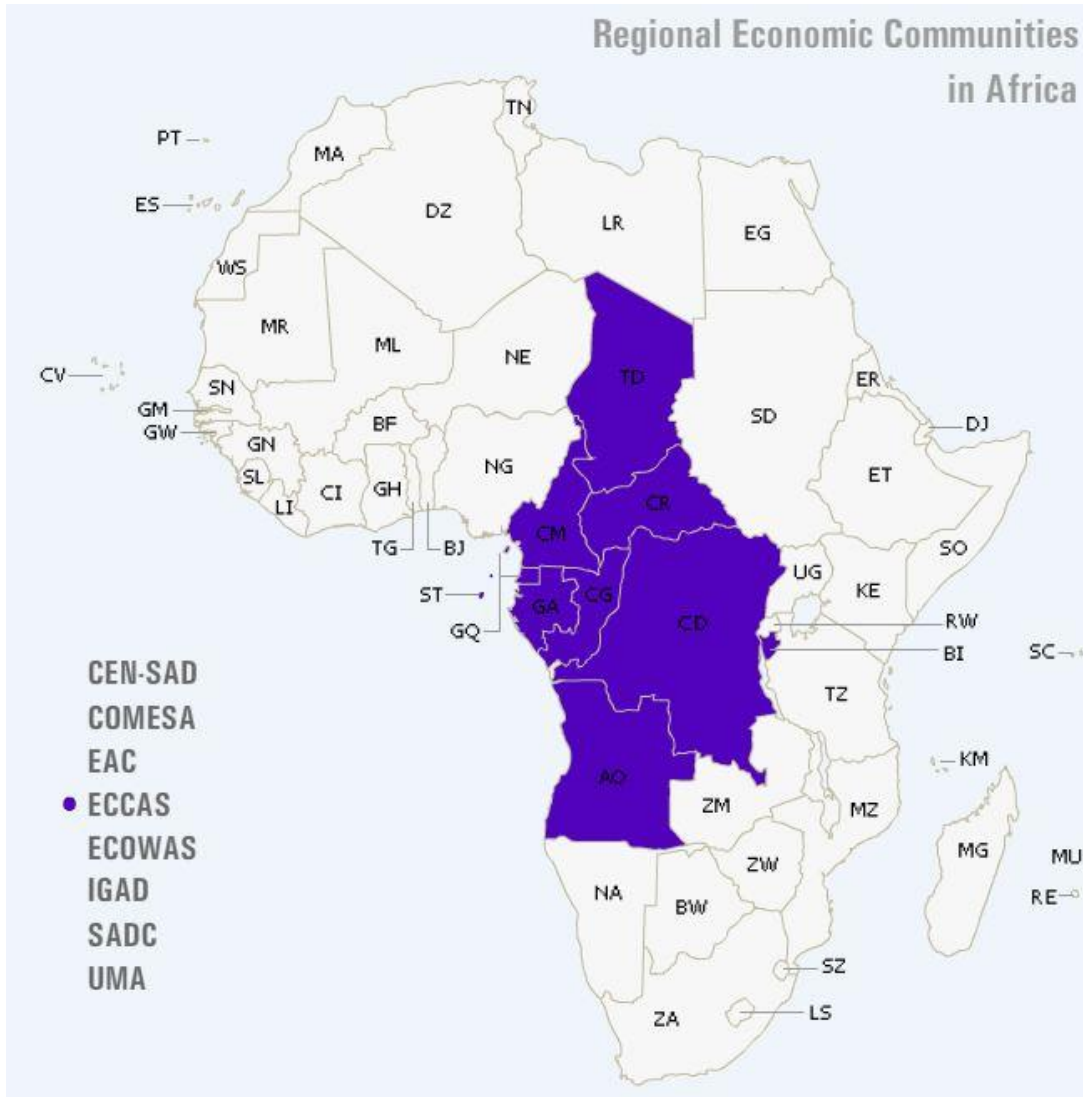 Regional Economic Communities
in Africa
TN
PT
MA
ES
DZ
LR
EG
WS
MR
ML
NE
TD
CV
SN
ER
GM
BF
SD
DJ
GW
GN
NG
ET
SL
CI
GH
CR
LI
CM
TG
BJ
SO
UG
KE
ST
GA
CG
CD
RW
GQ
BI
SC
CEN-SAD
TZ
COMESA
EAC
KM
AO
ECCAS
ZM
MZ
ECOWAS
MG
MU
ZW
IGAD
NA
RE
BW
SADC
SZ
UMA
LS
ZA